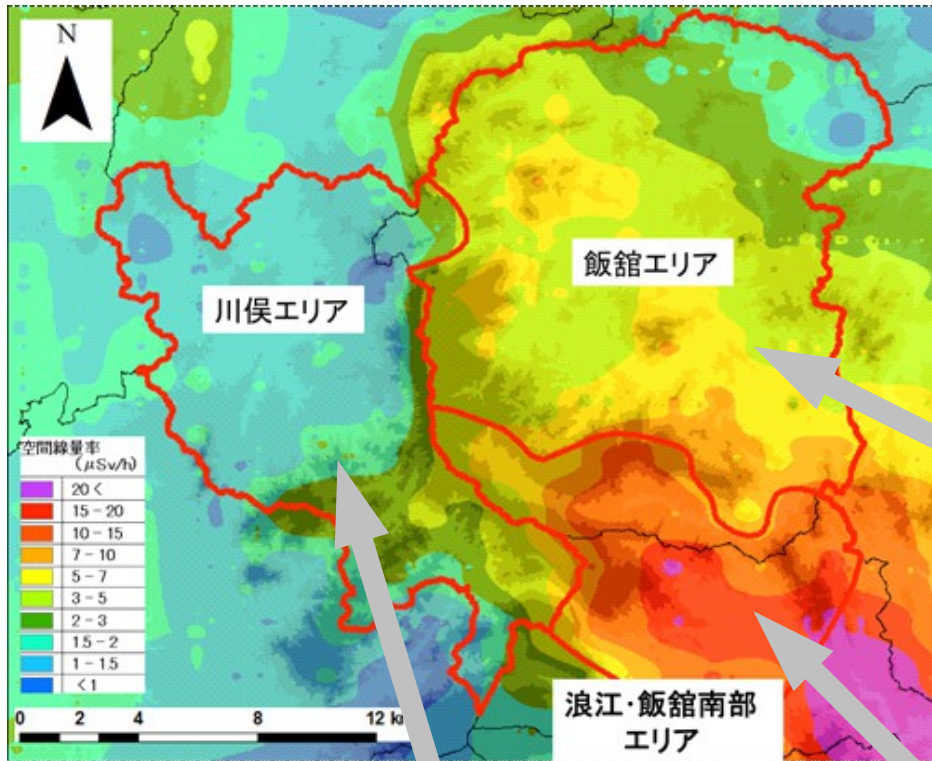 N
川俣エリア
飯舘エリア
空間線量率
(μSv/h)
20<
15-20
10-15
7-10
5-7
3-5
2-3
1.5-2
1-1.5
<1
0 2 4 8 12 k
浪江・飯舘南部
エリア